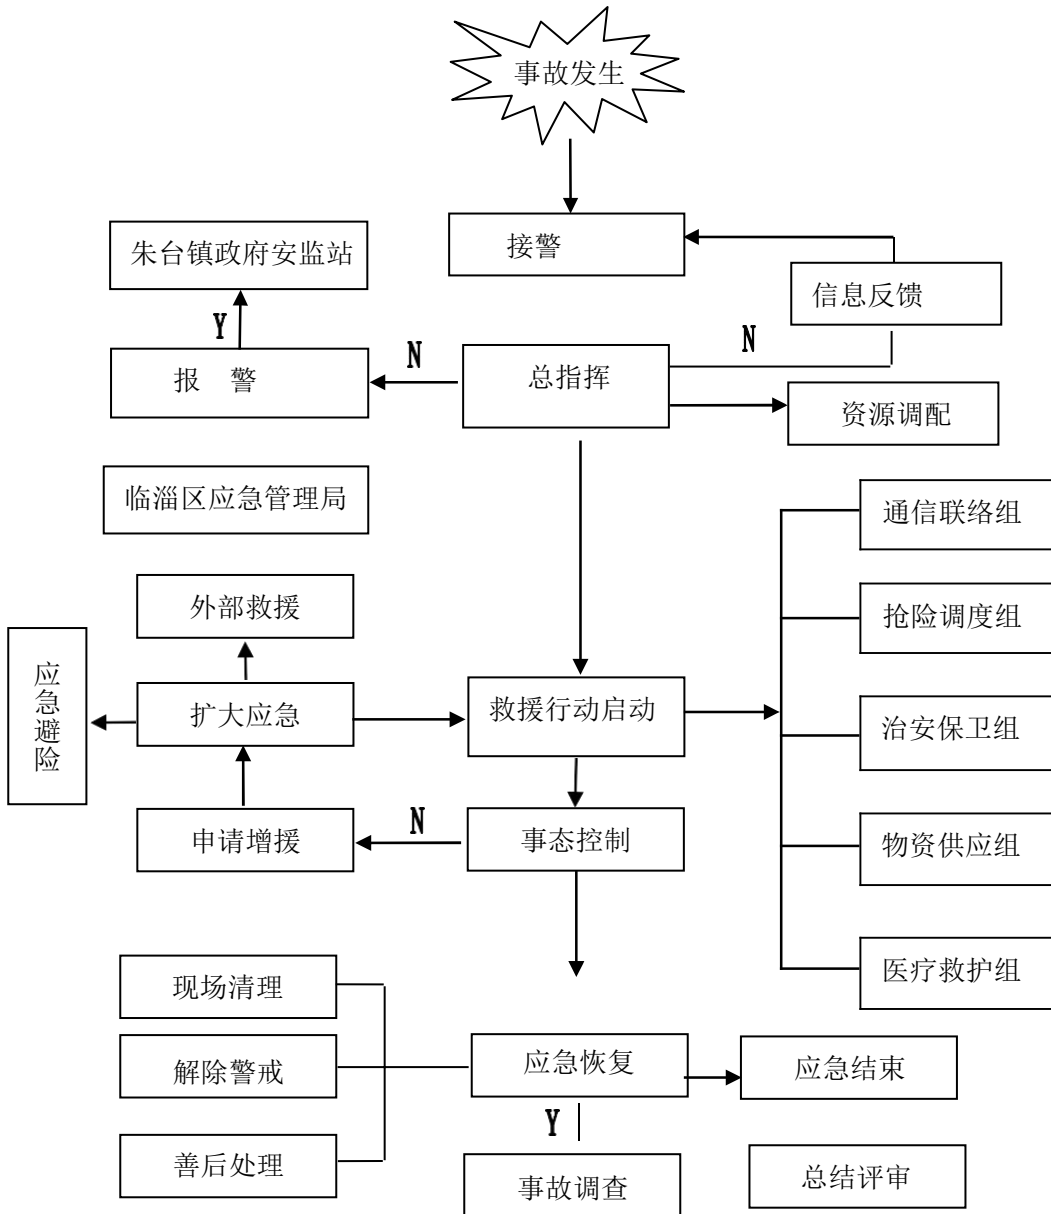 事故发生
接警
朱台镇政府安监站
信息反馈
Y
N
N
报 警
总指挥
资源调配
临淄区应急管理局
通信联络组
外部救援
抢险调度组
应急避险
扩大应急
救援行动启动
治安保卫组
N
申请增援
事态控制
物资供应组
现场清理
医疗救护组
解除警戒
应急恢复
应急结束
Y
善后处理
事故调查
总结评审